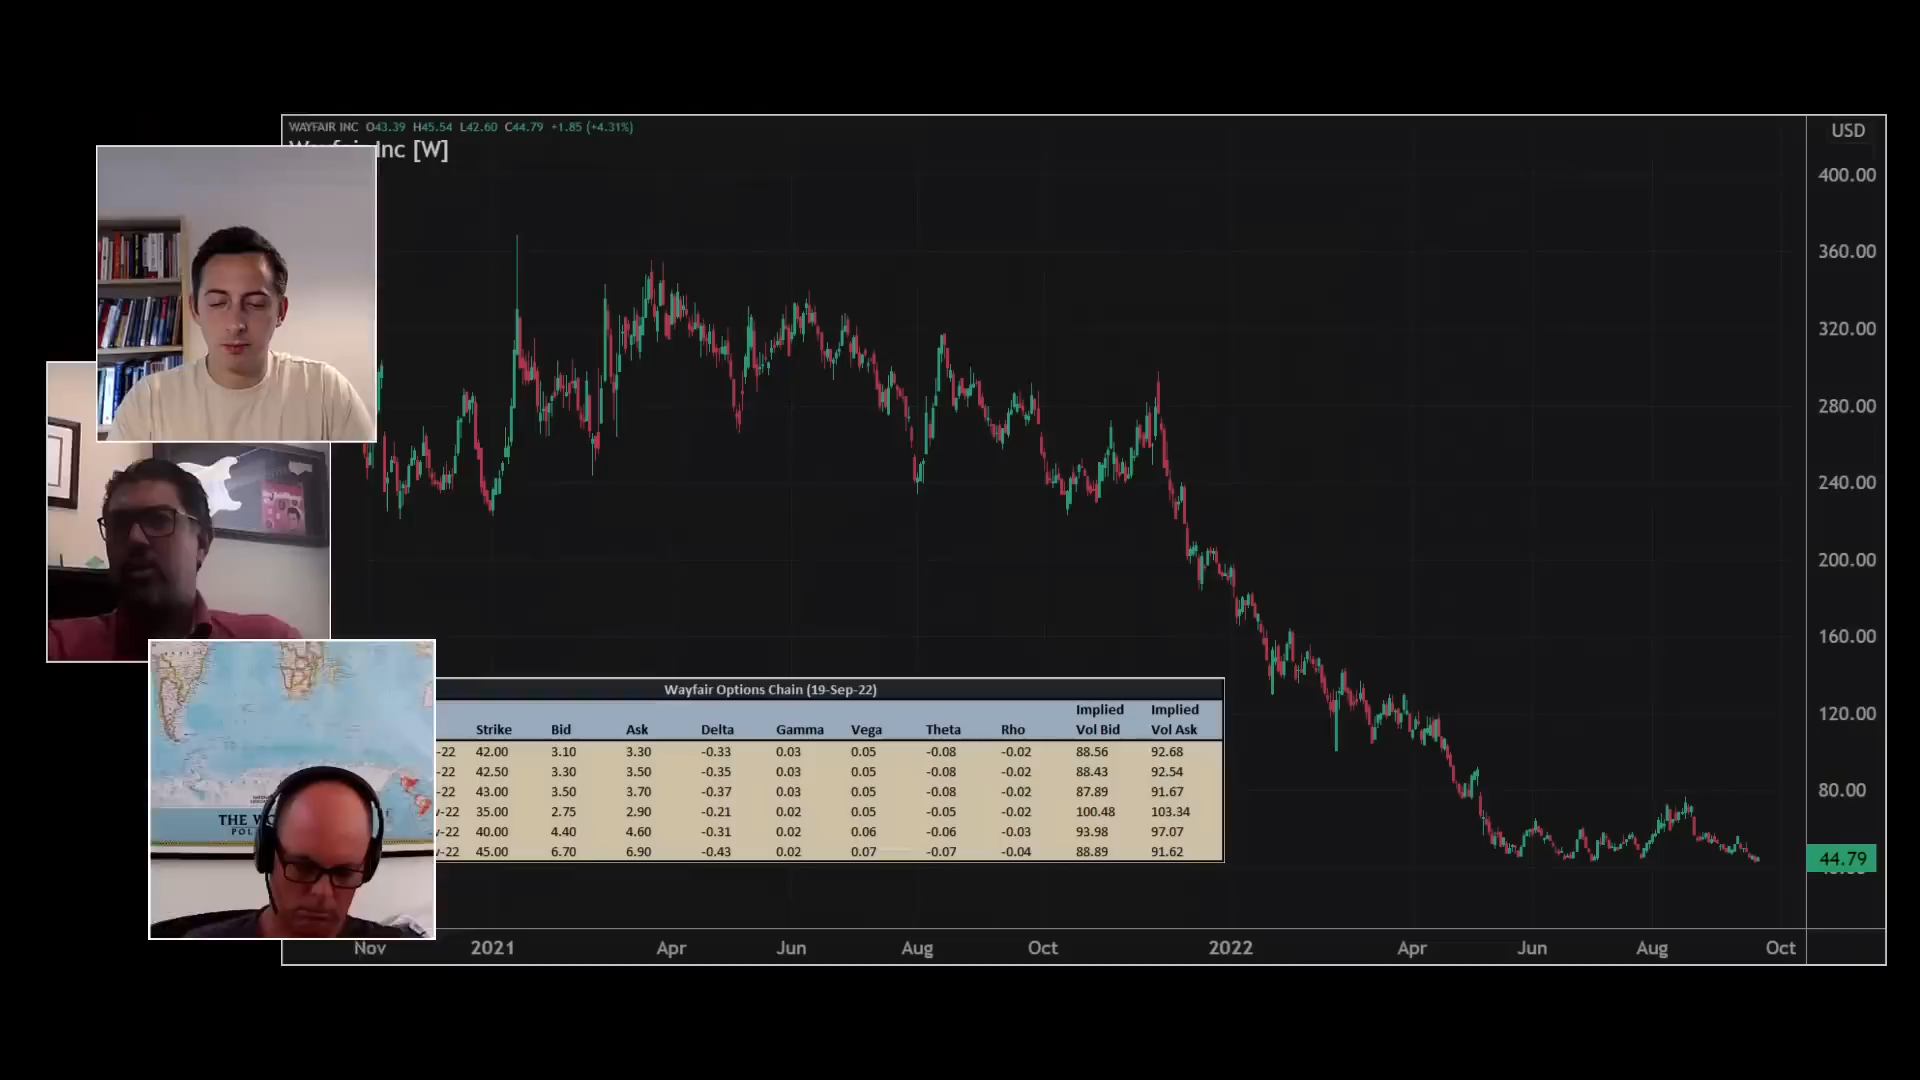 WAYFAIR INC O43.39 H45.54 L42.60 C44.79 +1.85 (+4.31%)
Inc [W]
USD
400.00
360.00
320.00
280.00
240.00
200.00
160.00
120.00
80.00
44.79
Wayfair Options Chain (19-Sep-22)
Strike Bid Ask Delta Gamma Vega Theta Rho Implied Vol Bid Implied Vol Ask
-22 42.00 3.10 3.30 -0.33 0.03 0.05 -0.08 -0.02 88.56 92.68
-22 42.50 3.30 3.50 -0.35 0.03 0.05 -0.08 -0.02 88.43 92.54
-22 43.00 3.50 3.70 -0.37 0.03 0.05 -0.08 -0.02 87.89 91.67
-22 35.00 2.75 2.90 -0.21 0.02 0.05 -0.05 -0.02 100.48 103.34
-22 40.00 4.40 4.60 -0.31 0.02 0.06 -0.06 -0.03 93.98 97.07
-22 45.00 6.70 6.90 -0.43 0.02 0.07 -0.07 -0.04 88.89 91.62
THE WO
POL
Nov 2021 Apr Jun Aug Oct 2022 Apr Jun Aug Oct